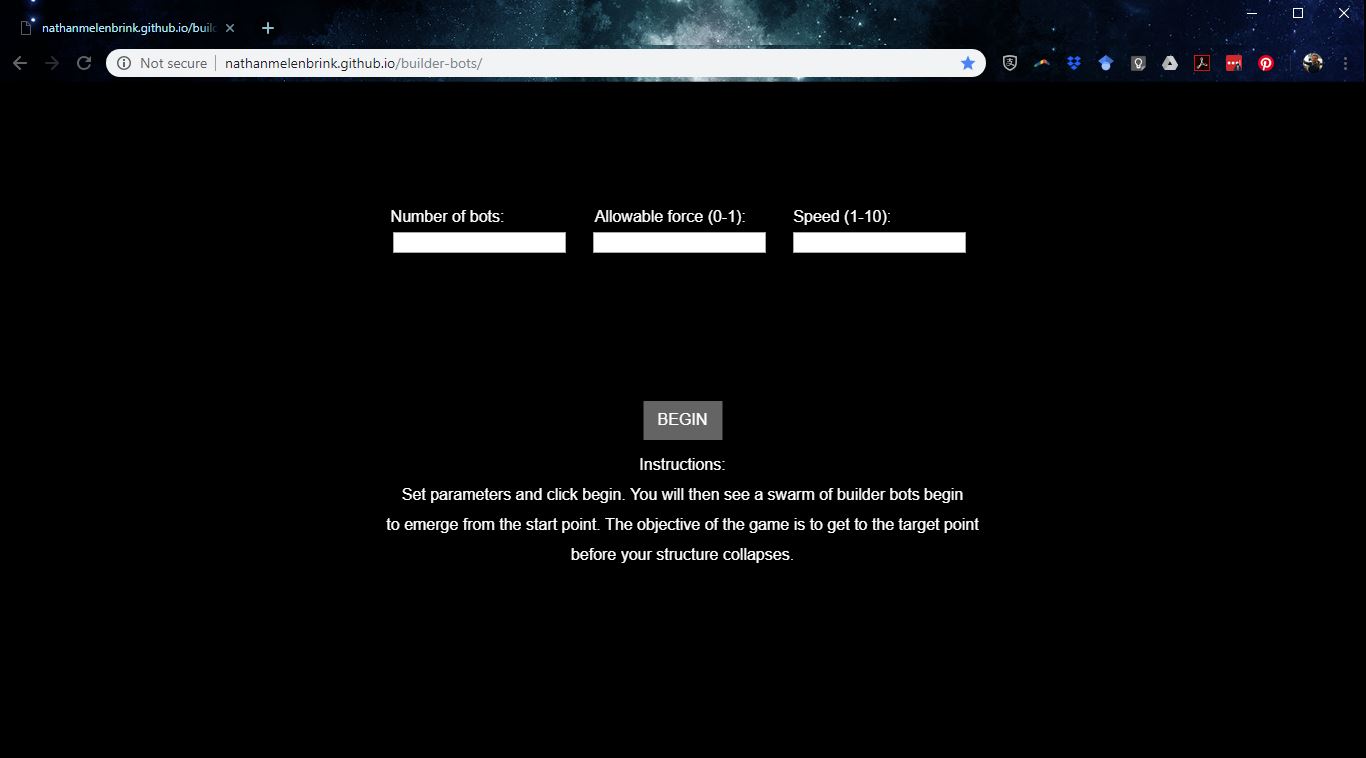 nathanmelenbrink.github.io/buil
Not secure
nathanmelenbrink.github.io/builder-bots/
Number of bots:
Allowable force (0-1):
Speed (1-10):
BEGIN
Instructions:
Set parameters and click begin. You will then see a swarm of builder bots begin
to emerge from the start point. The objective of the game is to get to the target point
before your structure collapses.